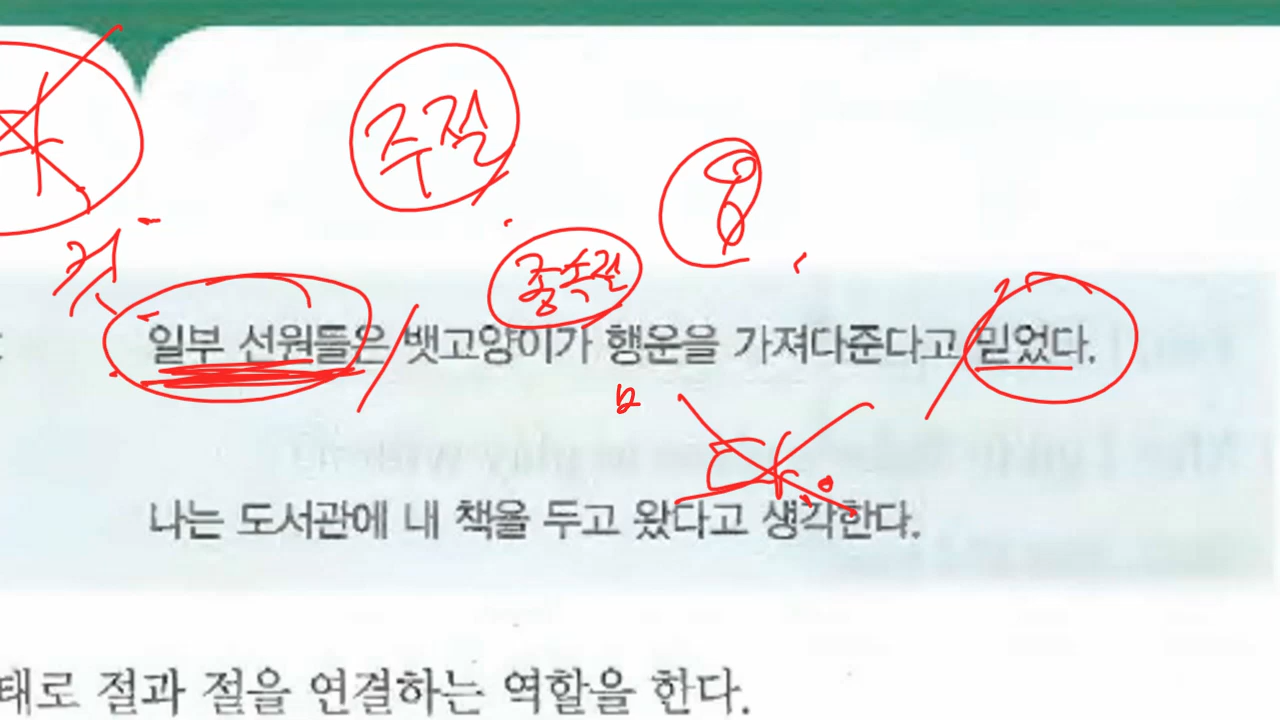 주절
종속절
일부 선원들은 뱃고양이가 행운을 가져다준다고 믿었다.
나는 도서관에 내 책을 두고 왔다고 생각한다.
태로 절과 절을 연결하는 역할을 한다.